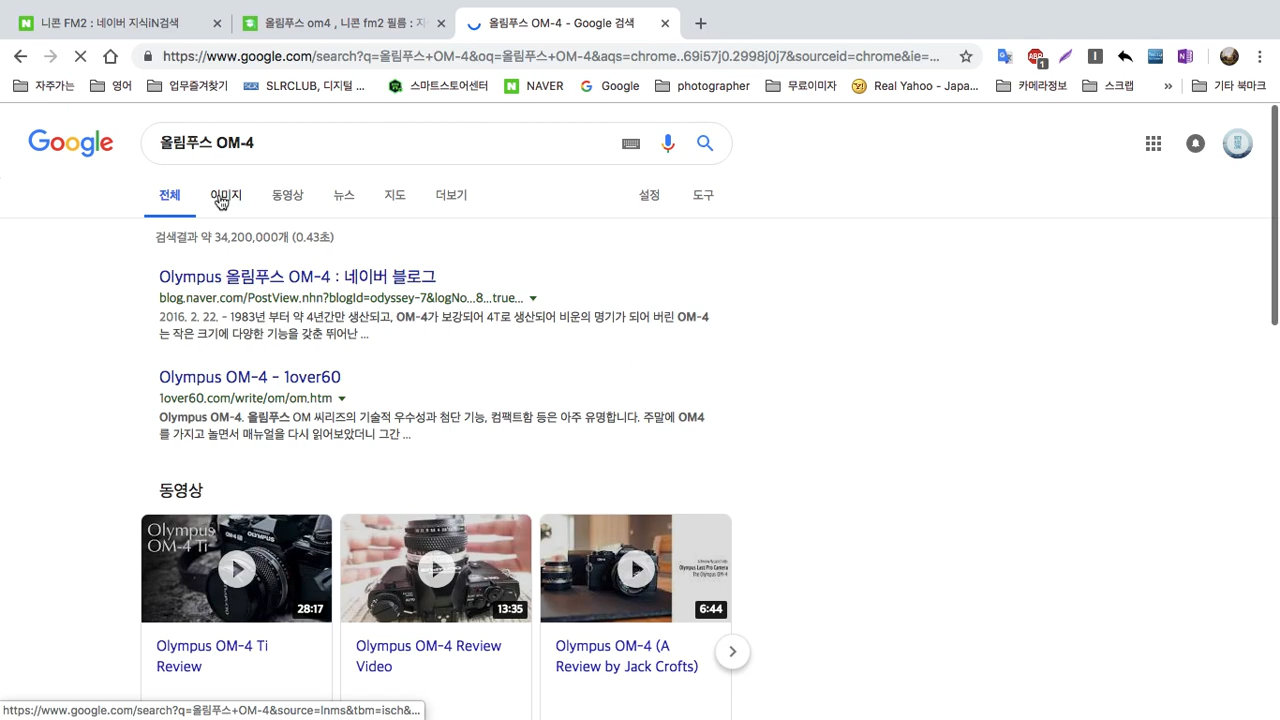 니콘 FM2 : 네이버 지식iN검색
올림푸스 om4 , 니콘 fm2 필름 : 지
올림푸스 OM-4 - Google 검색
https://www.google.com/search?q=올림푸스+OM-4&oq=올림푸스+OM-4&aqs=chrome..69i57j0.2998j0j7&sourceid=chrome&ie=...
자주가는
영어
업무즐겨찾기
SLRCLUB, 디지털 ...
스마트스토어센터
NAVER
Google
photographer
무료이미지
Real Yahoo - Japa...
카메라정보
스크랩
»
기타 북마크
Google
올림푸스 OM-4
전체
이미지
동영상
뉴스
지도
더보기
설정
도구
검색결과 약 34,200,000개 (0.43초)
Olympus 올림푸스 OM-4 : 네이버 블로그
blog.naver.com/PostView.nhn?blogId=odyssey-7&logNo...8...true...
2016. 2. 22. - 1983년 부터 약 4년간만 생산되고, OM-4가 보강되어 4T로 생산되어 비운의 명기가 되어 버린 OM-4
는 작은 크기에 다양한 기능을 갖춘 뛰어난 ...
Olympus OM-4 - 1over60
1over60.com/write/om/om.htm
Olympus OM-4. 올림푸스 OM 씨리즈의 기술적 우수성과 첨단 기능, 컴팩트함 등은 아주 유명합니다. 주말에 OM4
를 가지고 놀면서 매뉴얼을 다시 읽어보았더니 그간 ...
동영상
Olympus
OM-4 Ti
OLYMPUS
28:17
13:35
Olympus Last Pro Camera
The Olympus OM-4
6:44
Olympus OM-4 Ti
Review
Olympus OM-4 Review
Video
Olympus OM-4 (A
Review by Jack Crofts)
https://www.google.com/search?q=올림푸스+OM-4&source=lnms&tbm=isch&...